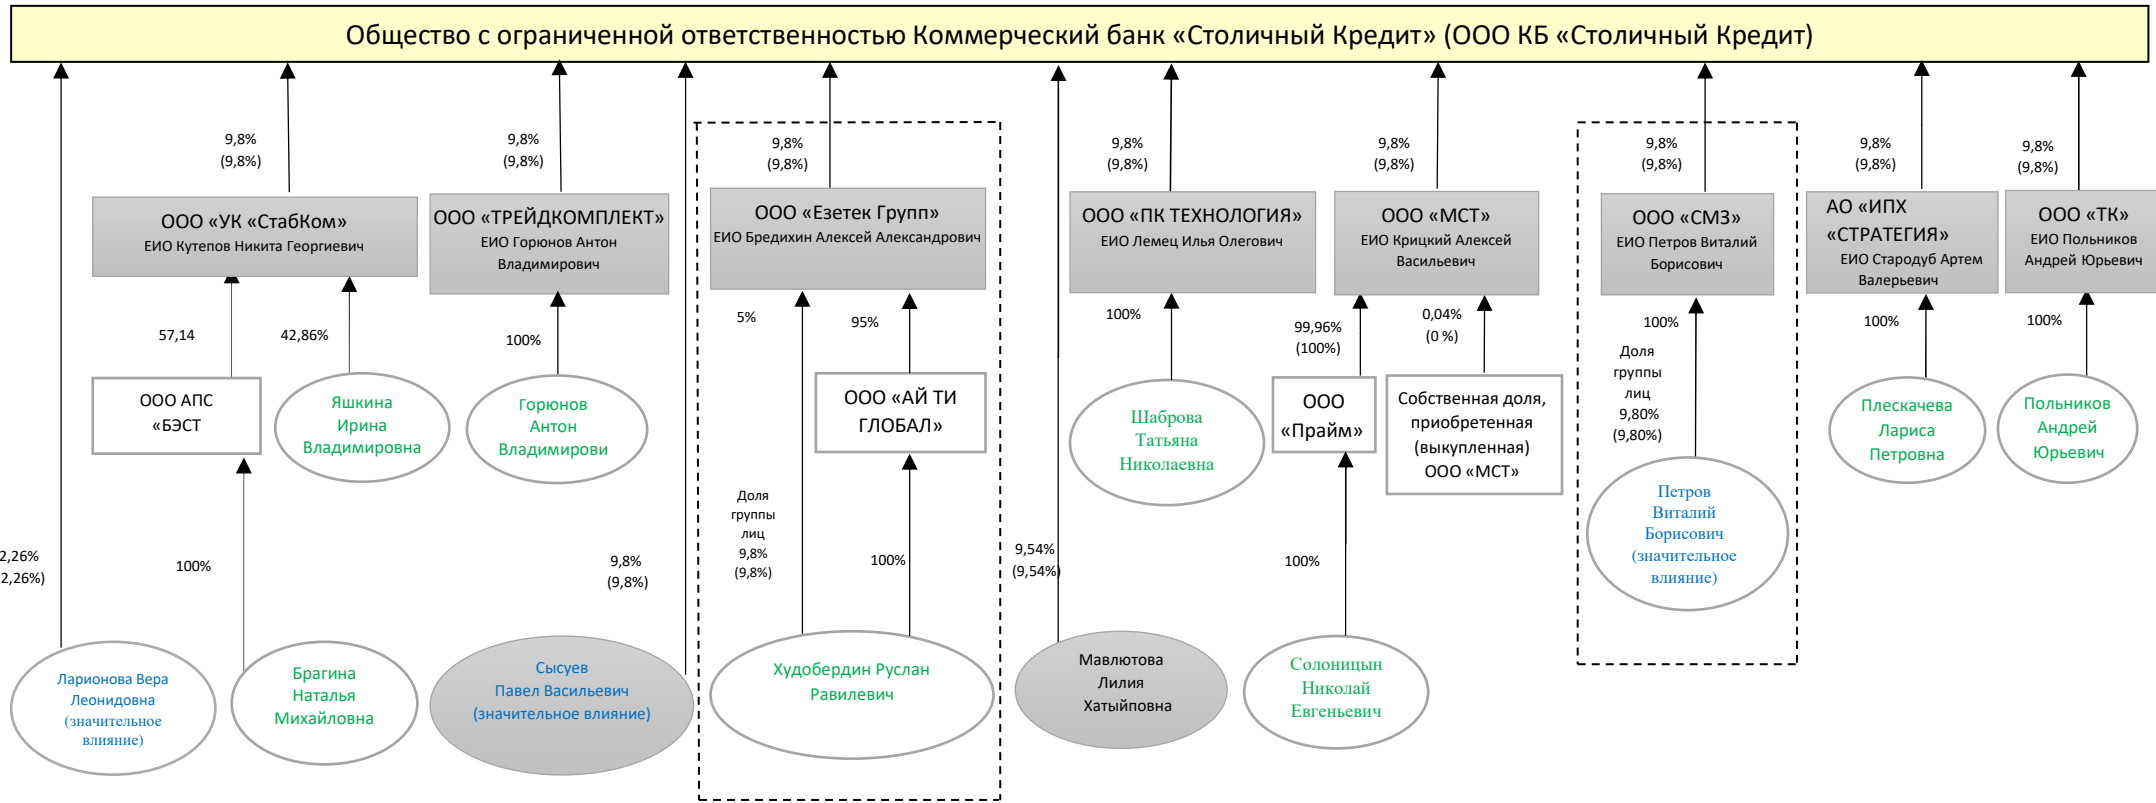 Общество с ограниченной ответственностью Коммерческий банк «Столичный Кредит» (ООО КБ «Столичный Кредит)
9,8%
(9,8%)
9,8%
(9,8%)
9,8%
(9,8%)
9,8%
(9,8%)
9,8%
(9,8%)
9,8%
(9,8%)
9,8%
(9,8%)
9,8%
(9,8%)
ООО «УК «СтабКом»
ЕИО Кутепов Никита Георгиевич
ООО «ТРЕЙДКОМПЛЕКТ»
ЕИО Горюнов Антон
Владимирович
ООО «Езетек Групп»
ЕИО Бредихин Алексей Александрович
ООО «ПК ТЕХНОЛОГИЯ»
ЕИО Лемец Илья Олегович
ООО «МСТ»
ЕИО Крицкий Алексей
Васильевич
ООО «СМЗ»
ЕИО Петров Виталий
Борисович
АО «ИПХ
«СТРАТЕГИЯ»
ЕИО Стародуб Артем
Валерьевич
ООО «ТК»
ЕИО Польников
Андрей Юрьевич
57,14
42,86%
100%
5%
95%
100%
99,96%
(100%)
0,04%
(0 %)
100%
Доля
группы
лиц
9,80%
(9,80%)
100%
100%
ООО АПС
«БЭСТ
Яшкина
Ирина
Владимировна
Горюнов
Антон
Владимирови
ООО «АЙ ТИ
ГЛОБАЛ»
Шаброва
Татьяна
Николаевна
ООО
«Прайм»
Собственная доля,
приобретенная
(выкупленная)
ООО «МСТ»
Петров
Виталий
Борисович
(значительное
влияние)
Плескачева
Лариса
Петровна
Польников
Андрей
Юрьевич
2,26%
2,26%)
100%
9,8%
(9,8%)
Доля
группы
лиц
9,8%
(9,8%)
100%
9,54%
(9,54%)
100%
Ларионова Вера
Леонидовна
(значительное
влияние)
Брагина
Наталья
Михайловна
Сысуев
Павел Васильевич
(значительное влияние)
Худобердин Руслан
Равилевич
Мавлютова
Лилия
Хатыйповна
Солоницын
Николай
Евгеньевич